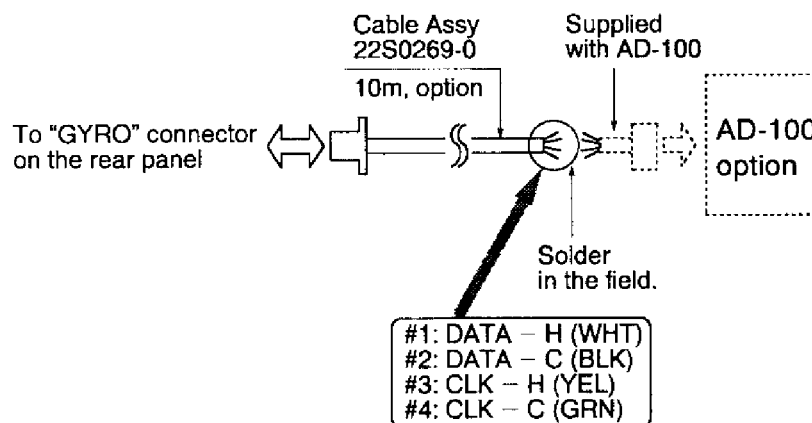 Cable Assy
22S0269-0
10m, option
Supplied
with AD-100
To "GYRO" connector
on the rear panel
AD-100
option
Solder
in the field.
#1: DATA – H (WHT)
#2: DATA – C (BLK)
#3: CLK – H (YEL)
#4: CLK – C (GRN)